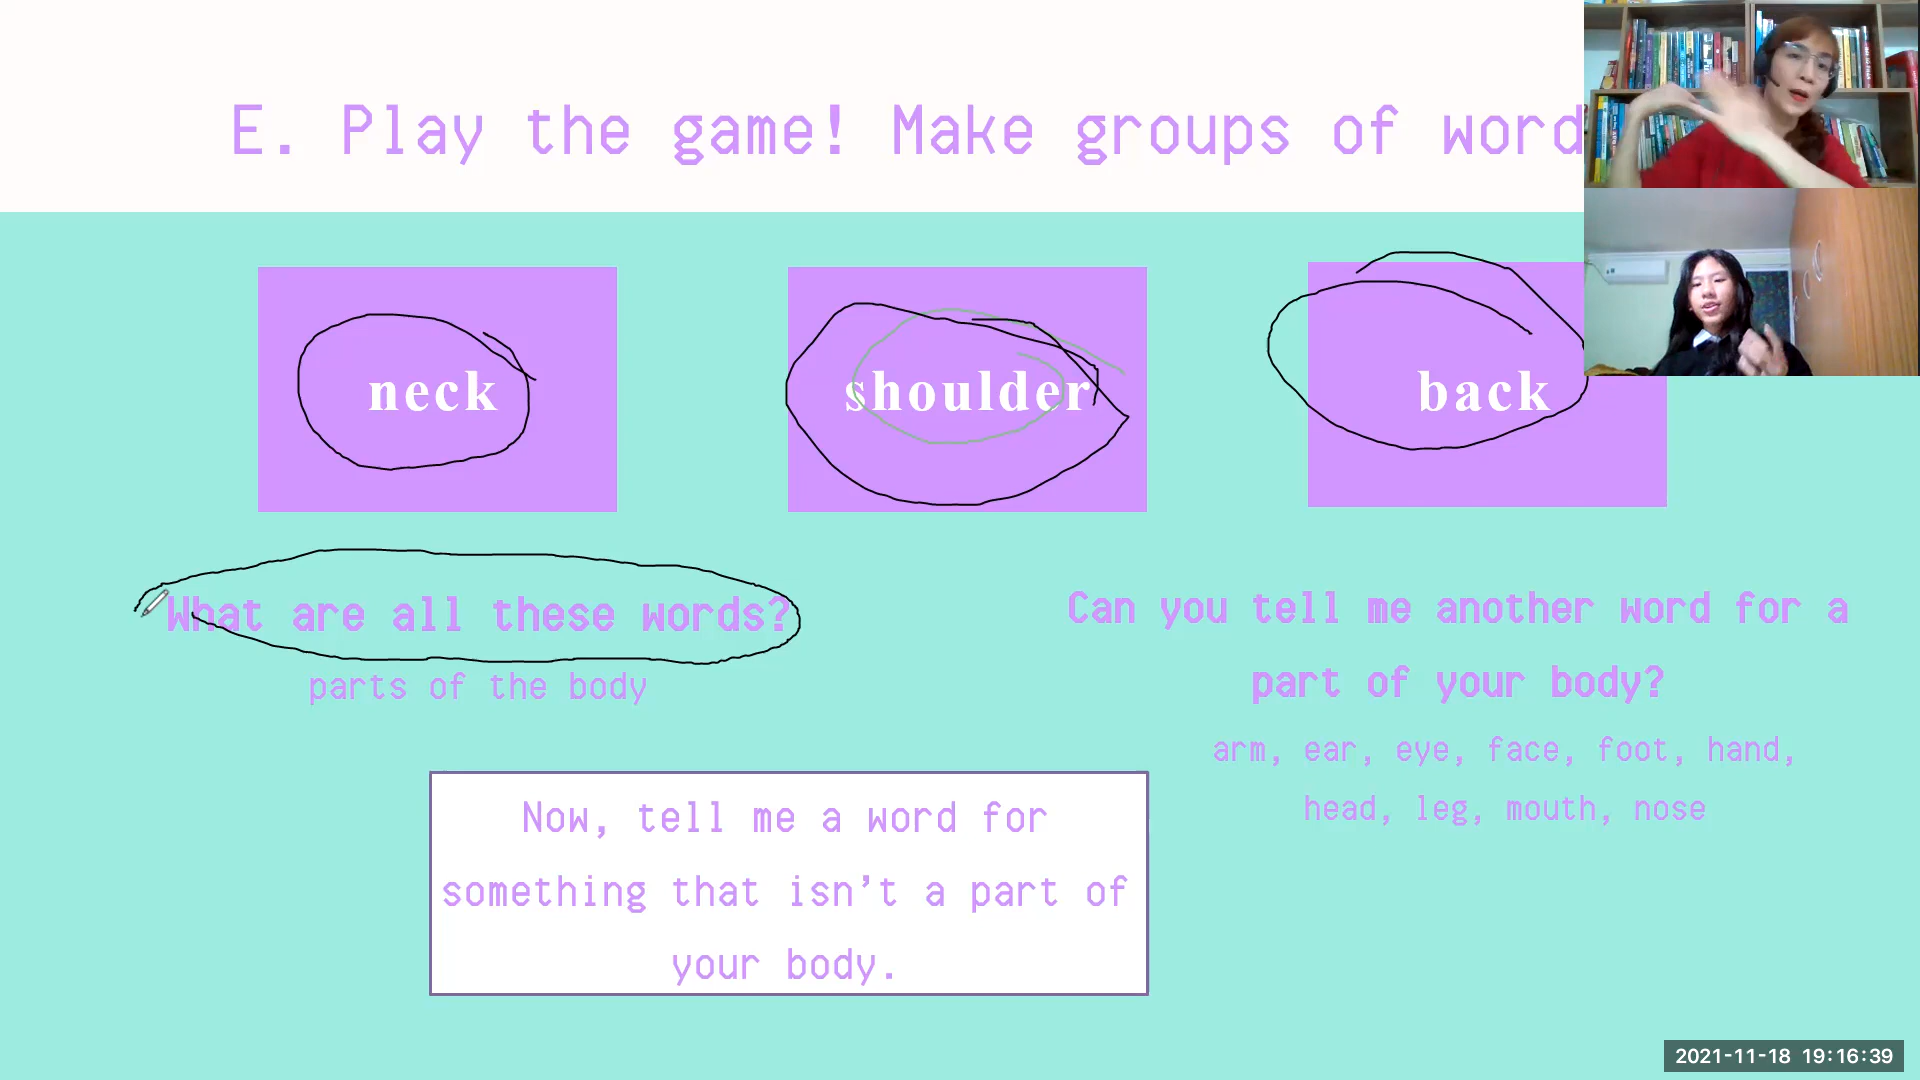 E. Play the game! Make groups of word
neck
shoulder
back
What are all these words?
parts of the body
Can you tell me another word for a
part of your body?
arm, ear, eye, face, foot, hand,
head, leg, mouth, nose
Now, tell me a word for
something that isn't a part of
your body.
2021-11-18 19:16:39